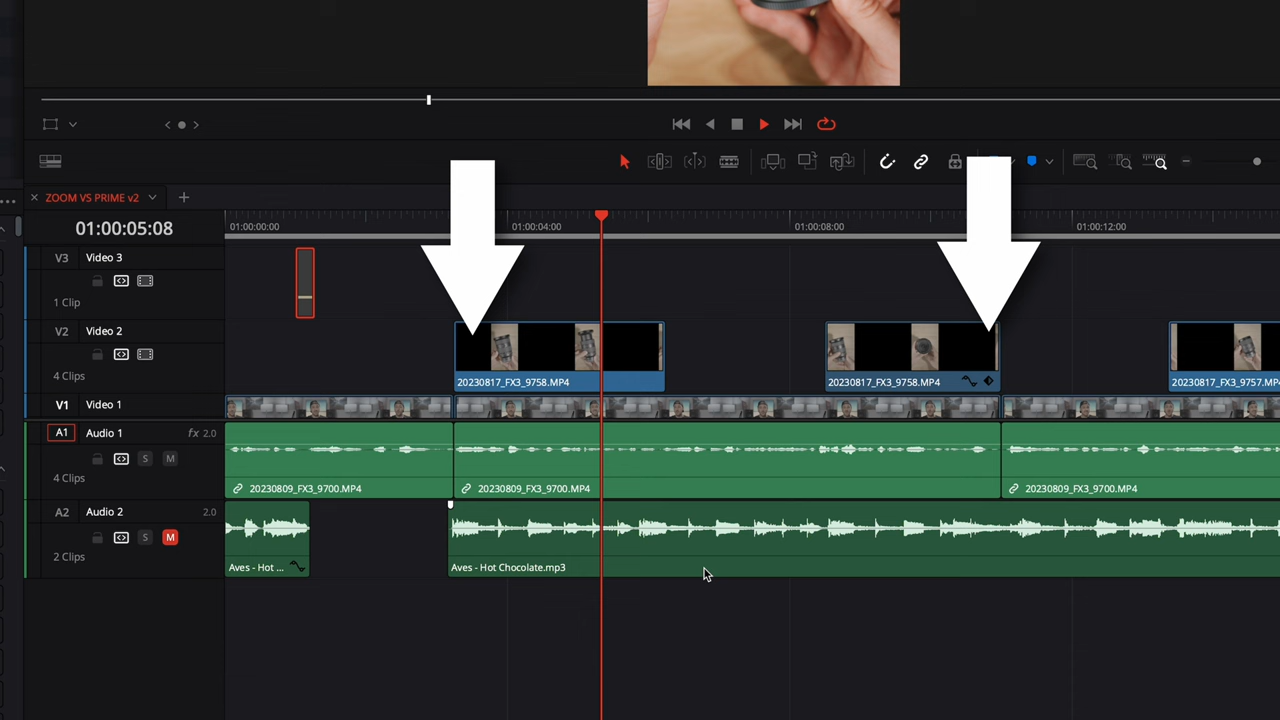 ZOOM VS PRIME v2
01:00:05:08
01:00:00:00
01:00:04:00
01:00:08:00
01:00:12:00
V3 Video 3
1 Clip
V2 Video 2
4 Clips
20230817_FX3_9758.MP4
20230817_FX3_9758.MP4
20230817_FX3_9757.MP4
V1 Video 1
A1 Audio 1 fx 2.0
S M
4 Clips
20230809_FX3_9700.MP4
20230809_FX3_9700.MP4
20230809_FX3_9700.MP4
A2 Audio 2 2.0
S M
2 Clips
Aves - Hot ...
Aves - Hot Chocolate.mp3